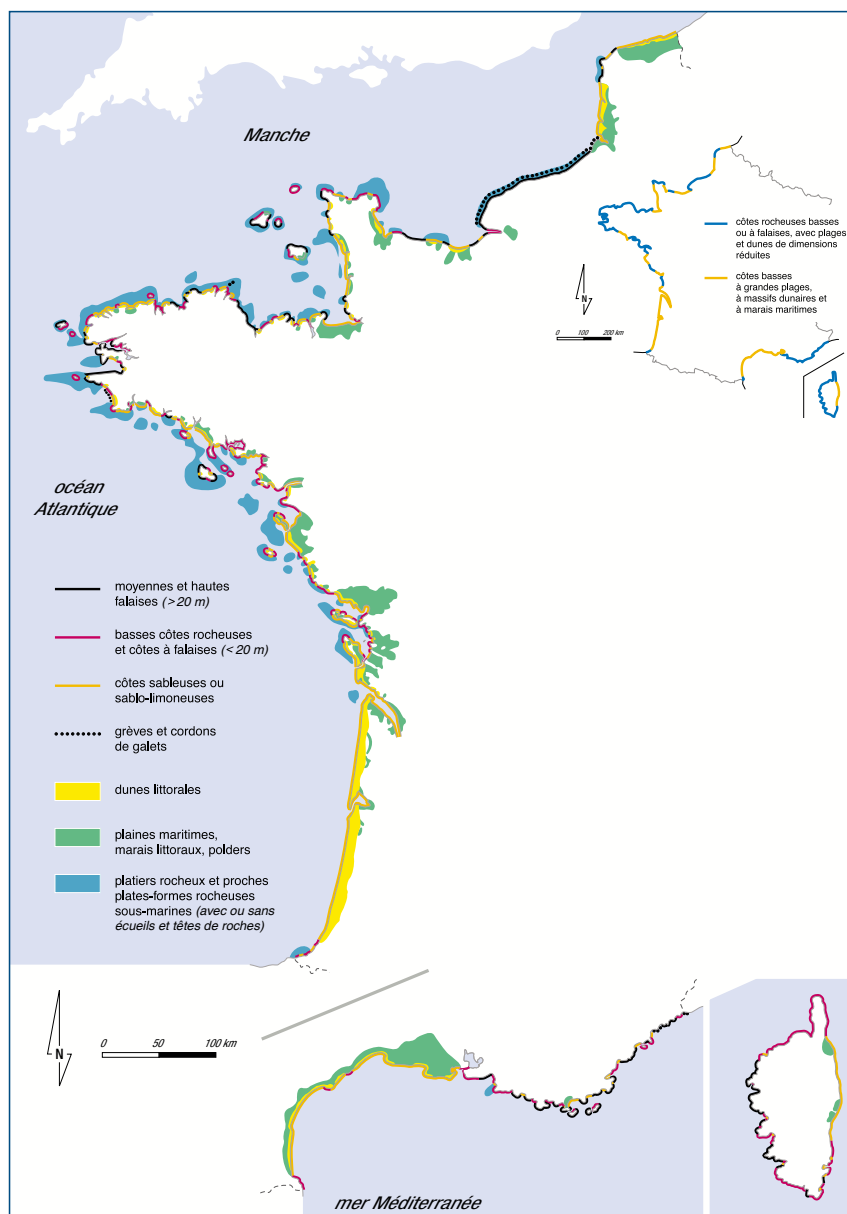 Manche
côtes rocheuses basses
ou à falaises, avec plages
et dunes de dimensions
réduites
côtes basses
à grandes plages,
à massifs dunaires et
à marais maritimes
N
0 100 200 km
océan
Atlantique
moyennes et hautes
falaises (>20 m)
basses côtes rocheuses
et côtes à falaises (<20 m)
côtes sableuses ou
sablo-limoneuses
grèves et cordons
de galets
dunes littorales
plaines maritimes,
marais littoraux, polders
platiers rocheux et proches
plates-formes rocheuses
sous-marines (avec ou sans
écueils et têtes de roches)
N
0 50 100 km
mer Méditerranée